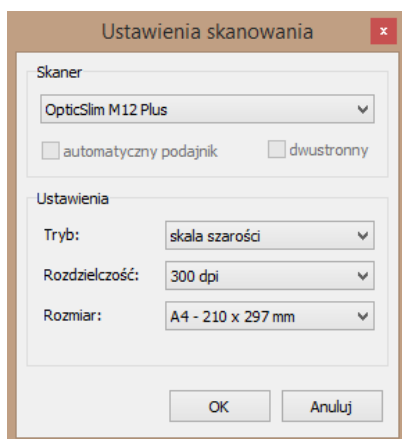 Ustawienia skanowania
x
Skaner
OpticSlim M12 Plus
automatyczny podajnik dwustronny
Ustawienia
Tryb: skala szarości
Rozdzielczość: 300 dpi
Rozmiar: A4 - 210 x 297 mm
OK Anuluj